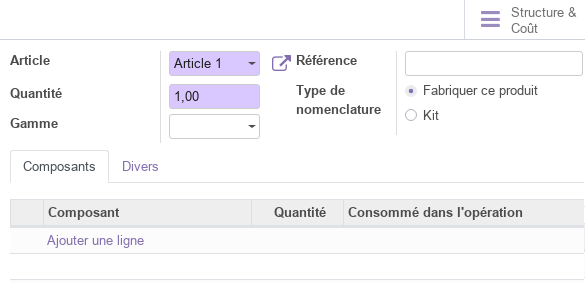 Structure &
Coût
Article
Article 1
Référence
Quantité
1,00
Type de
nomenclature
Fabriquer ce produit
Gamme
Kit
Composants
Divers
Composant
Quantité
Consommé dans l'opération
Ajouter une ligne